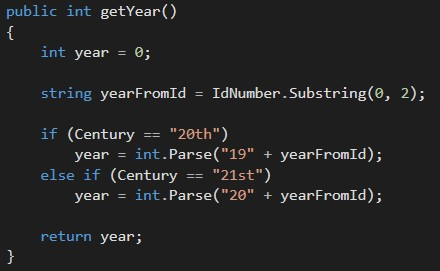 public int getYear()
{
    int year = 0;

    string yearFromId = IdNumber.Substring(0, 2);

    if (Century == "20th")
        year = int.Parse("19" + yearFromId);
    else if (Century == "21st")
        year = int.Parse("20" + yearFromId);

    return year;
}